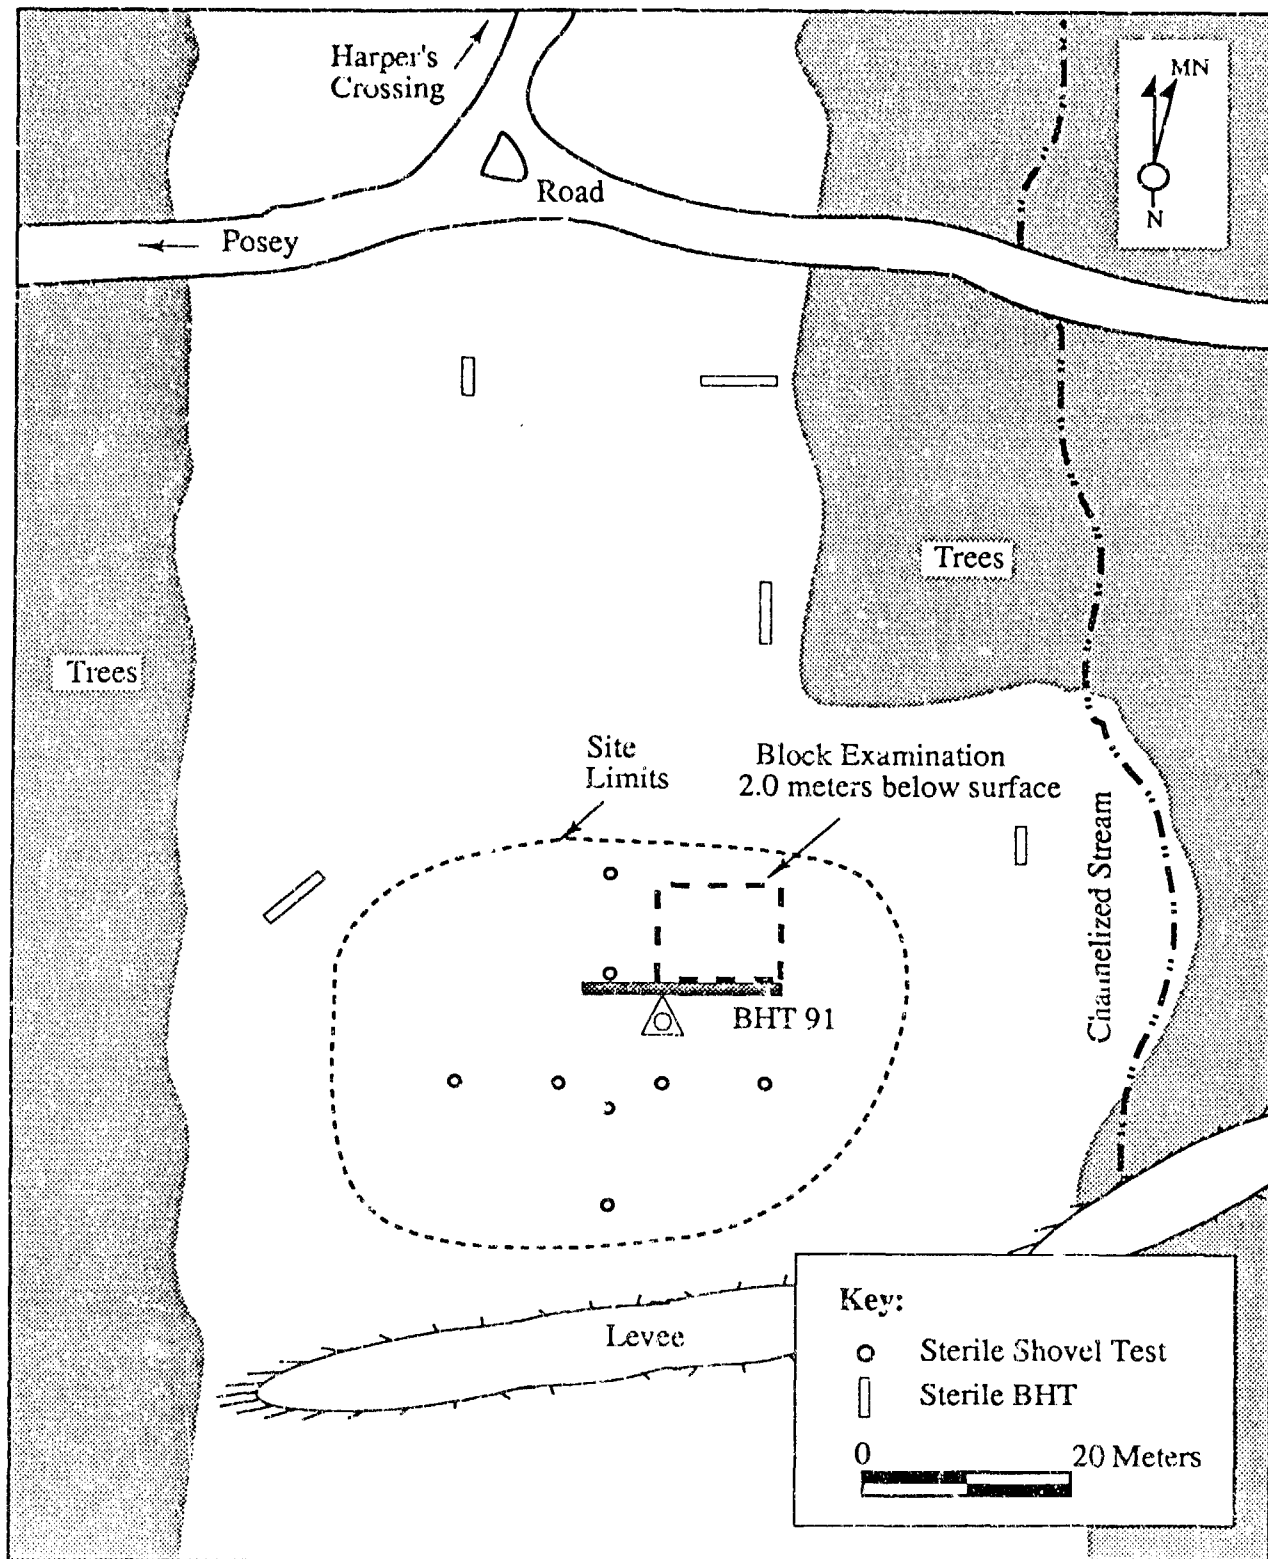 Harper's
Crossing
MN
N
Road
Posey
Trees
Trees
Site
Limits
Block Examination
2.0 meters below surface
Channelized Stream
BHT 91
Levee
Key:
Sterile Shovel Test
Sterile BHT
0 20 Meters